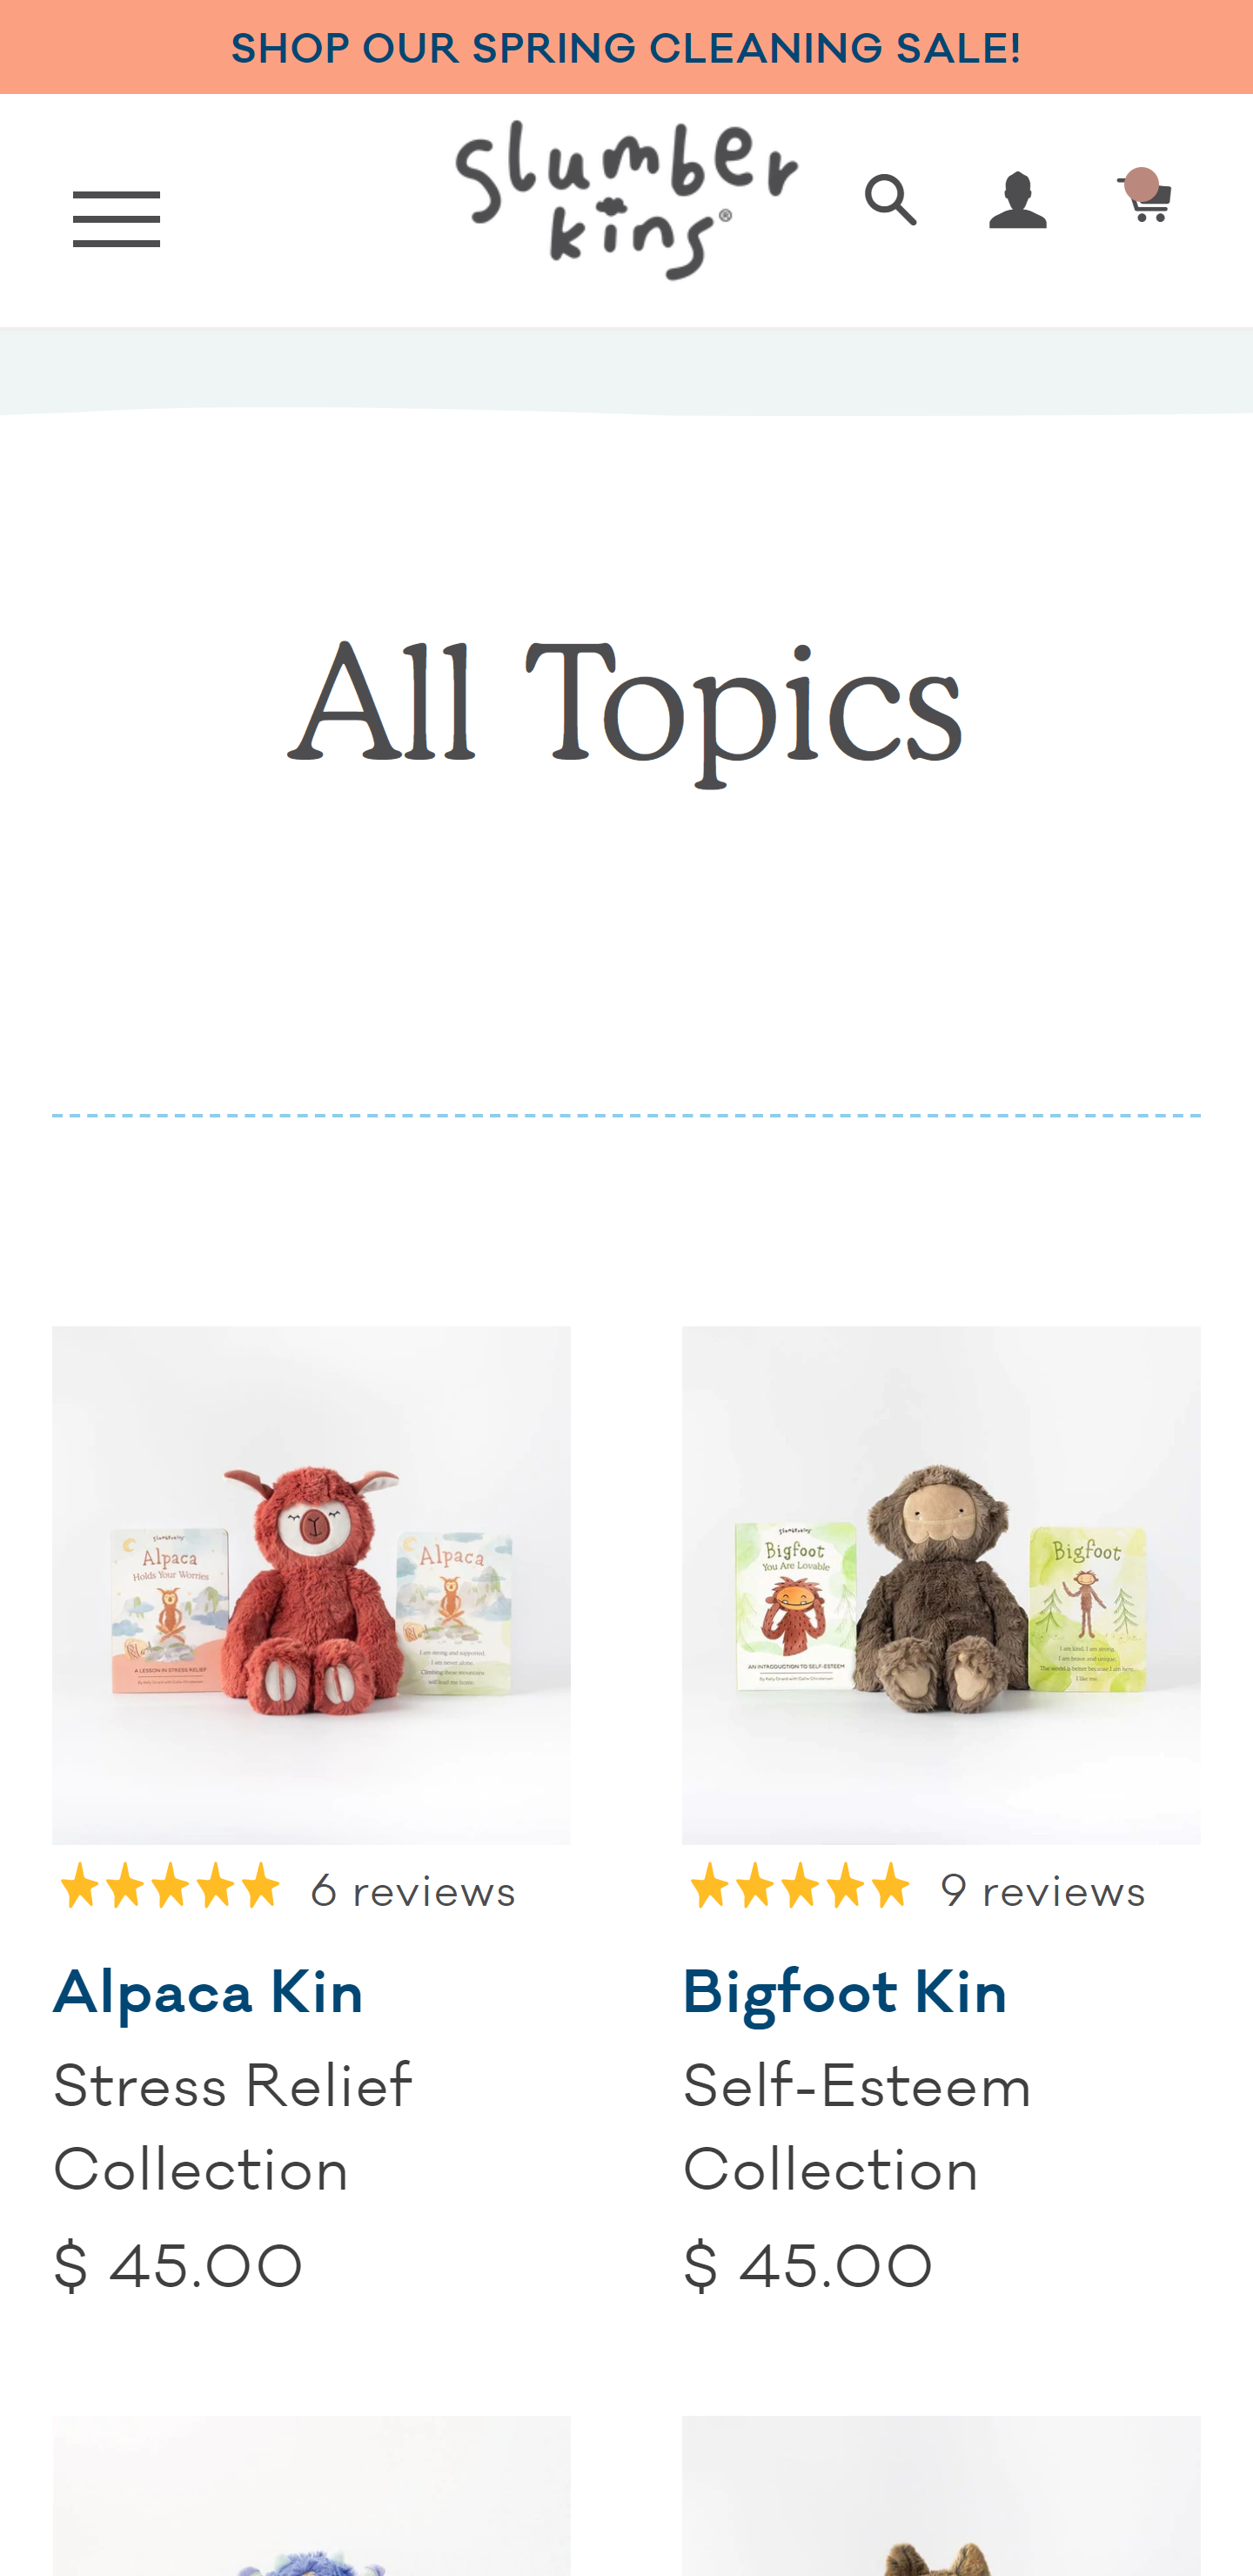 SHOP OUR SPRING CLEANING SALE!
slumber
kins®
All Topics
slumberkins
Alpaca
Holds Your Worries
A LESSON IN STRESS RELIEF
Alpaca
I am strong and supported.
I am never alone.
Climbing these mountains
will lead me home.
slumberkins
Bigfoot
You Are Lovable
AN INTRODUCTION TO SELF-ESTEEM
Bigfoot
I am kind, I am strong,
I am brave and unique.
The world is better because I am here,
I like me.
6 reviews
9 reviews
Alpaca Kin
Stress Relief
Collection
$ 45.00
Bigfoot Kin
Self-Esteem
Collection
$ 45.00